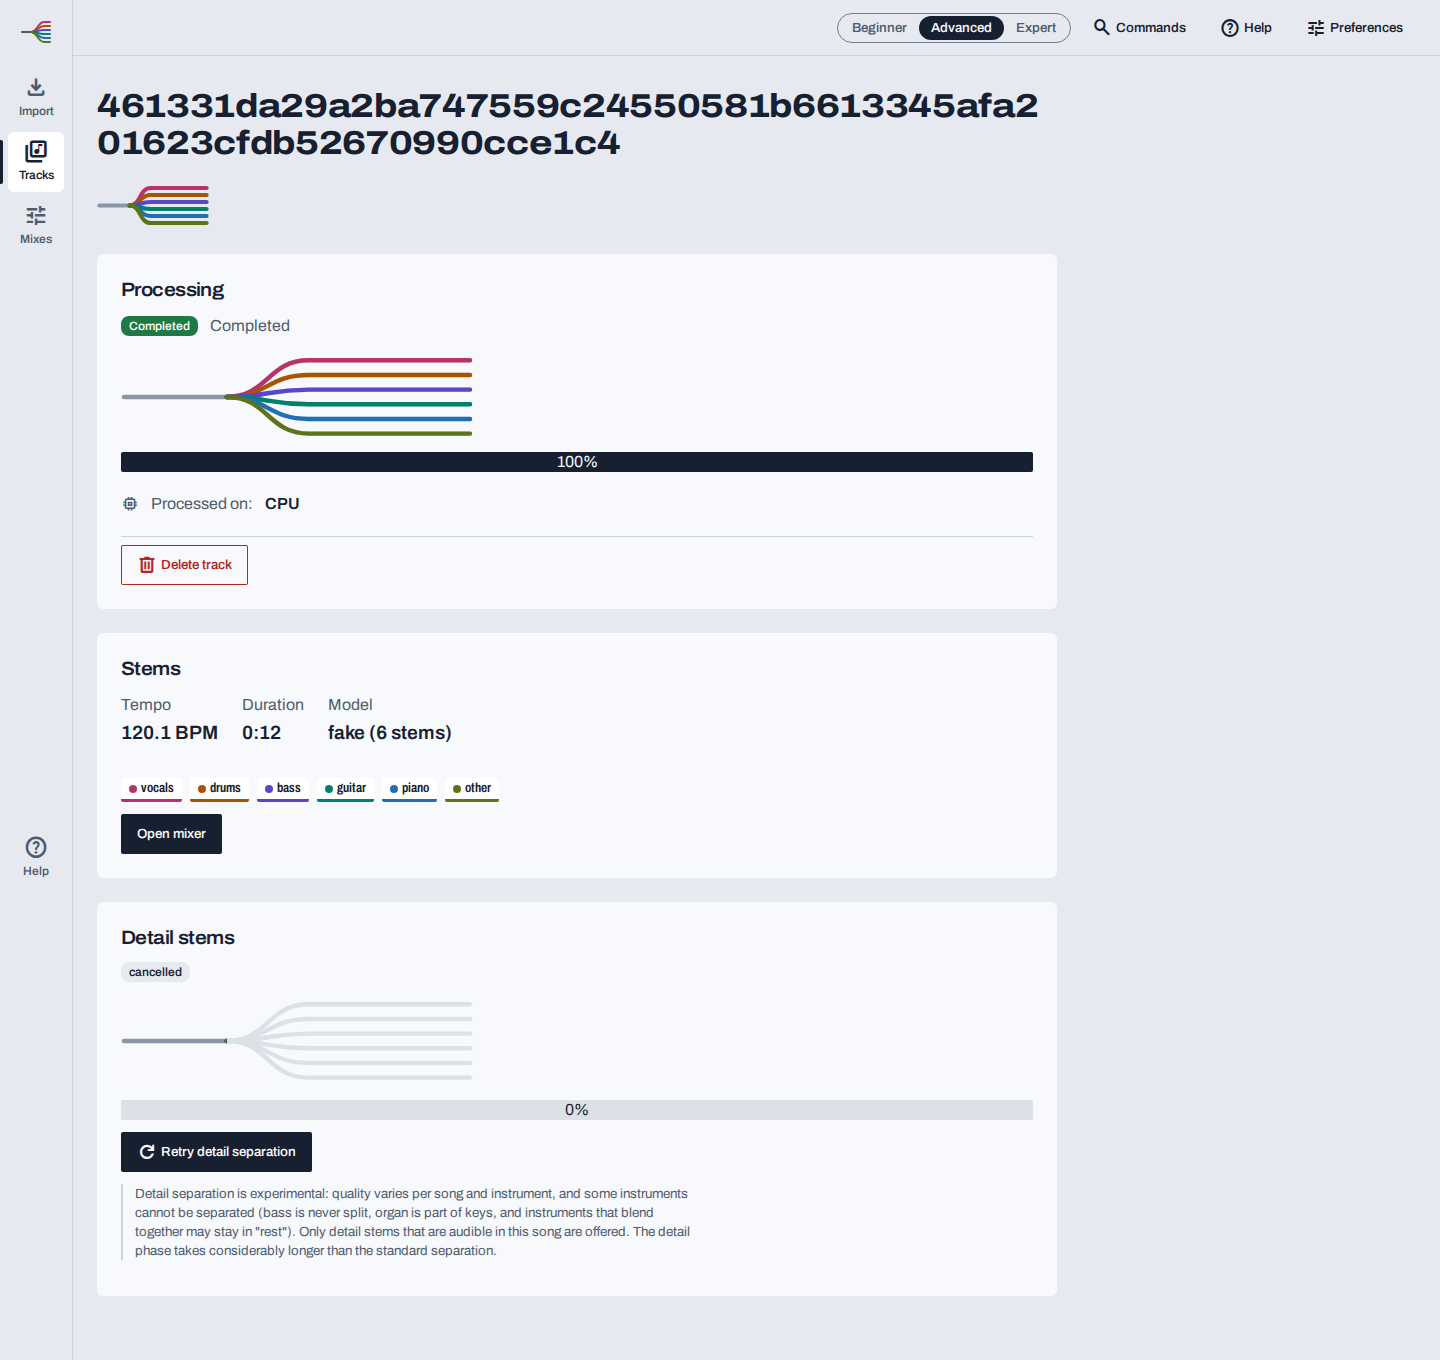 Beginner Advanced Expert Commands Help Preferences
Import
Tracks
Mixes
Help
461331da29a2ba747559c24550581b6613345afa2
01623cfdb52670990cce1c4
Processing
Completed Completed
100%
Processed on: CPU
Delete track
Stems
Tempo Duration Model
120.1 BPM 0:12 fake (6 stems)
vocals drums bass guitar piano other
Open mixer
Detail stems
cancelled
0%
Retry detail separation
Detail separation is experimental: quality varies per song and instrument, and some instruments
cannot be separated (bass is never split, organ is part of keys, and instruments that blend
together may stay in "rest"). Only detail stems that are audible in this song are offered. The detail
phase takes considerably longer than the standard separation.